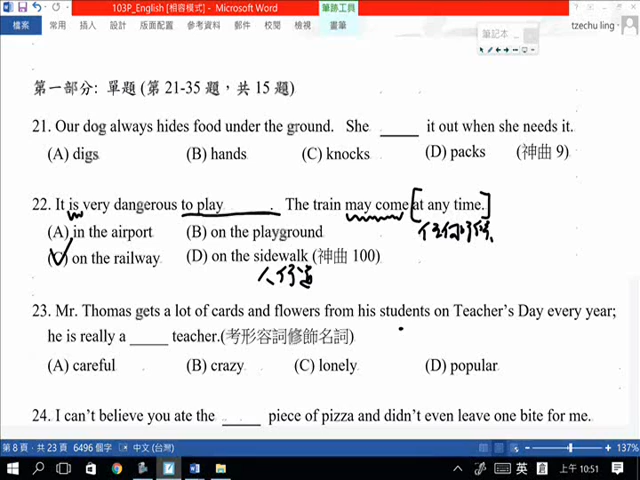 103P_English [相容模式] - Microsoft Word
筆跡工具
檔案 常用 插入 設計 版面配置 參考資料 郵件 校閱 檢視 畫筆
tzechu ling
筆記本
第一部分: 單題 (第 21-35 題，共 15 題)
21. Our dog always hides food under the ground. She _____ it out when she needs it.
(A) digs (B) hands (C) knocks (D) packs (神曲 9)
22. It is very dangerous to play ________. The train may come at any time.
任何時候
(A) in the airport (B) on the playground
(C) on the railway (D) on the sidewalk (神曲 100)
人行道
23. Mr. Thomas gets a lot of cards and flowers from his students on Teacher's Day every year;
he is really a _____ teacher.(考形容詞修飾名詞)
(A) careful (B) crazy (C) lonely (D) popular
24. I can't believe you ate the _____ piece of pizza and didn't even leave one bite for me.
第 8 頁，共 23 頁 6496 個字 中文 (台灣)
137%
英
上午 10:51